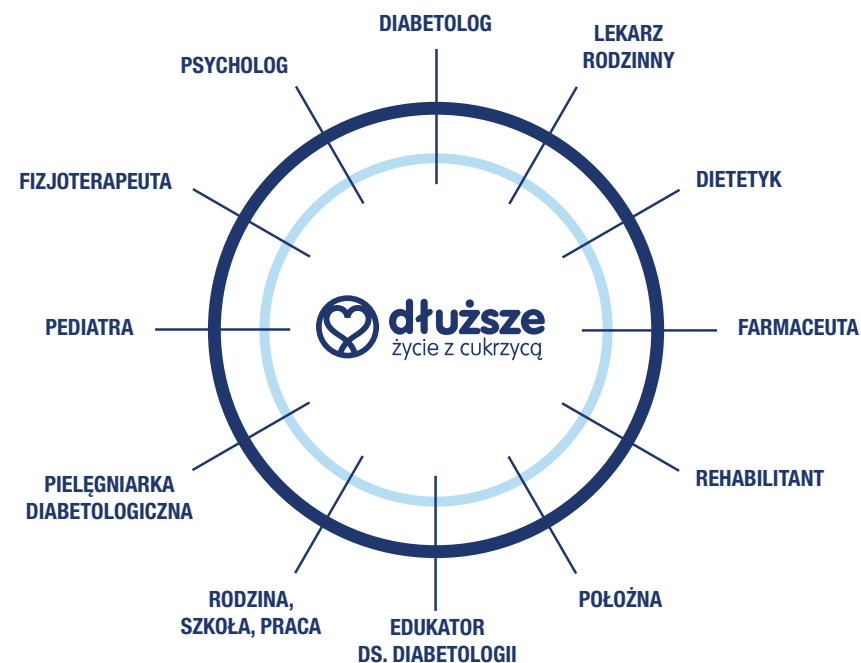 DIABETOLOG
LEKARZ
RODZINNY
DIETETYK
FARMACEUTA
REHABILITANT
POŁOŻNA
EDUKATOR
DS. DIABETOLOGII
RODZINA,
SZKOŁA, PRACA
PIELĘGNIARKA
DIABETOLOGICZNA
PEDIATRA
FIZJOTERAPEUTA
PSYCHOLOG
dłuższe
życie z cukrzycą